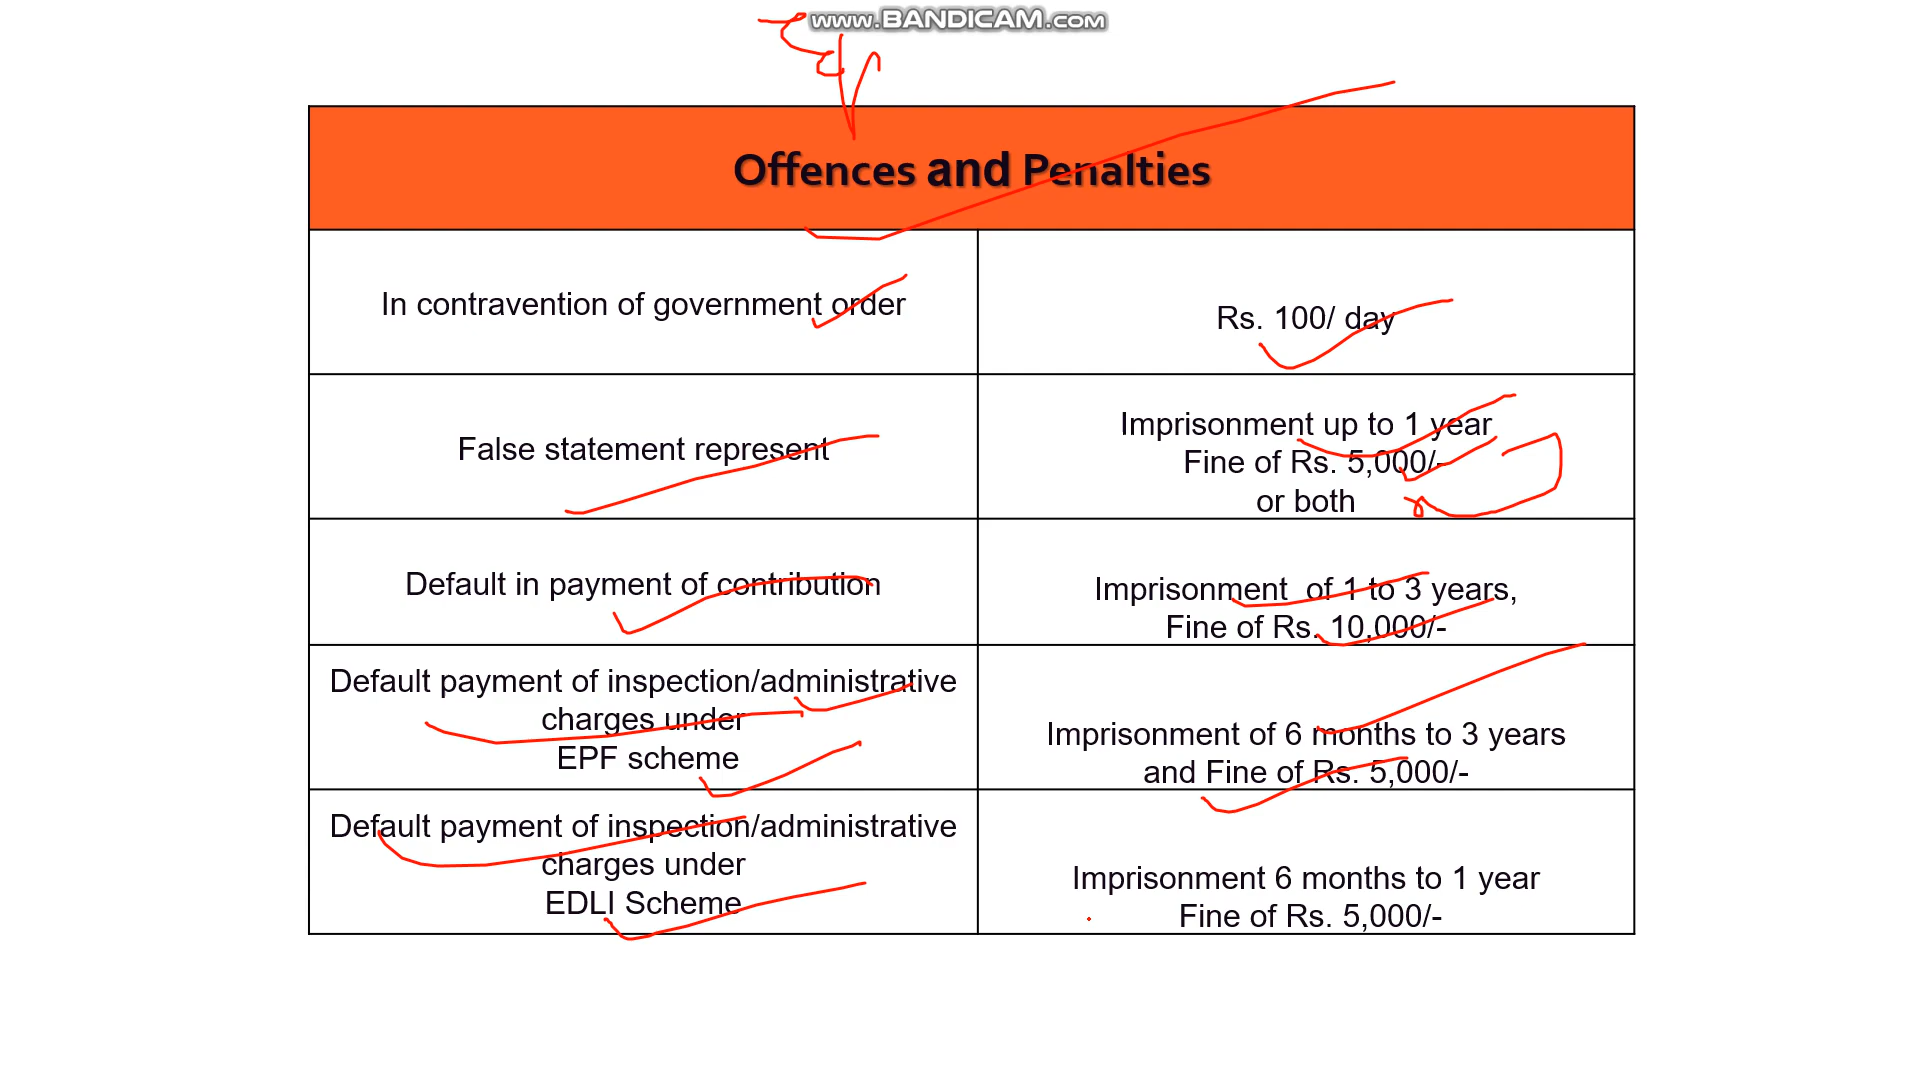 www.BANDICAM.com
Offences and Penalties
In contravention of government order
Rs. 100/ day
False statement represent
Imprisonment up to 1 year
Fine of Rs. 5,000/-
or both
Default in payment of contribution
Imprisonment of 1 to 3 years,
Fine of Rs. 10,000/-
Default payment of inspection/administrative
charges under
EPF scheme
Imprisonment of 6 months to 3 years
and Fine of Rs. 5,000/-
Default payment of inspection/administrative
charges under
EDLI Scheme
Imprisonment 6 months to 1 year
Fine of Rs. 5,000/-